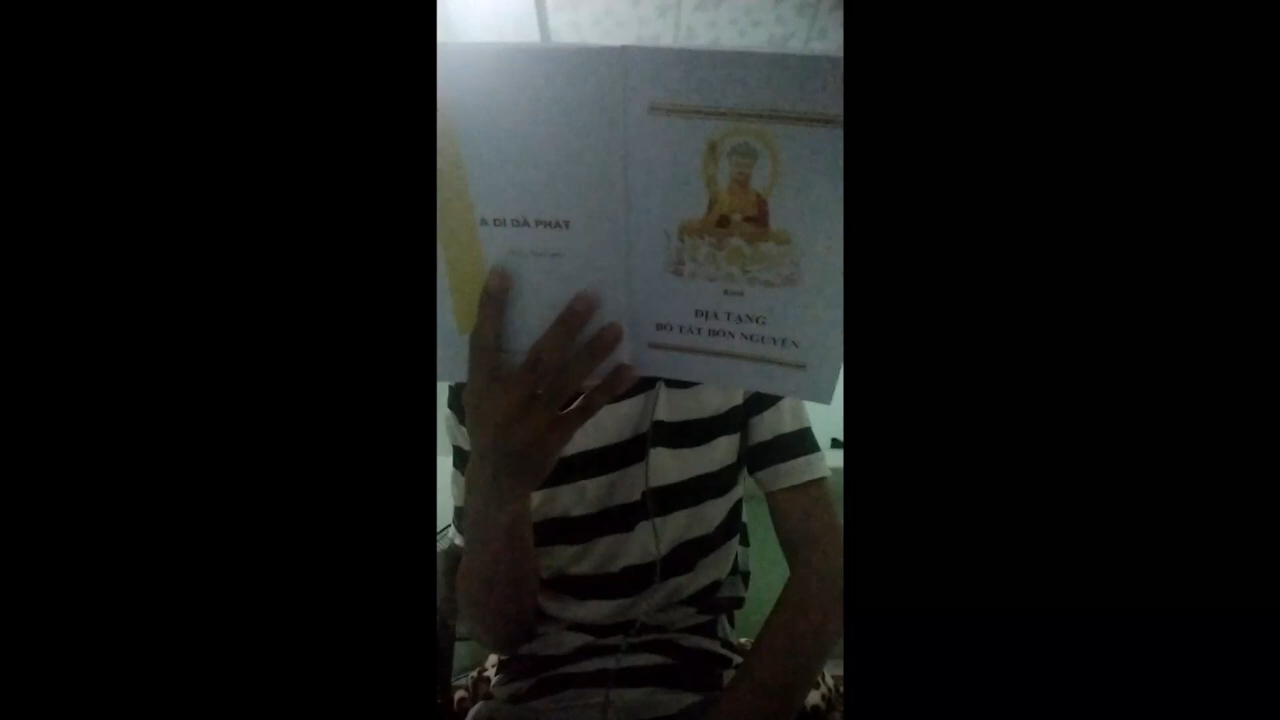 A DI ĐÀ PHẬT
Kinh
ĐỊA TẠNG
BỒ TÁT BỔN NGUYỆN